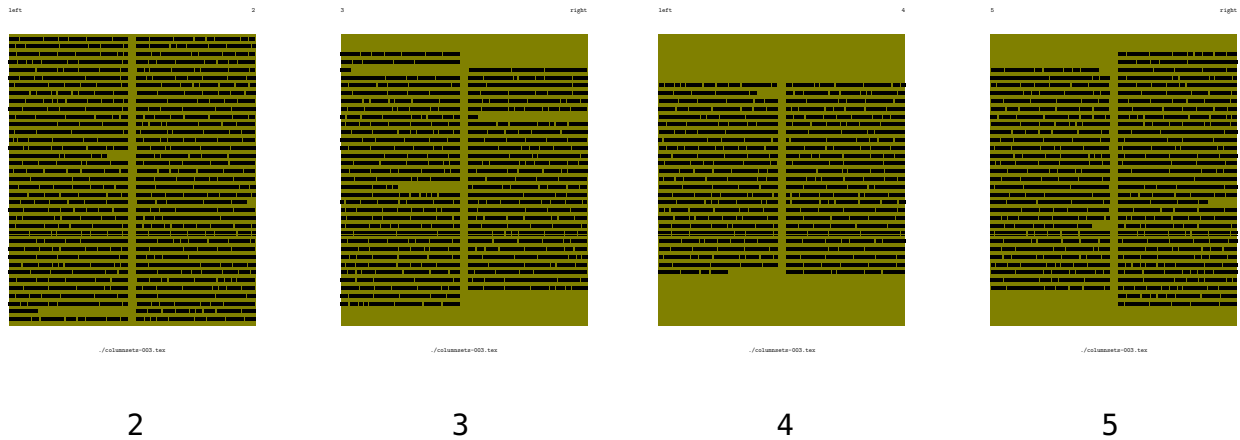 left 2 3 right left 4 5 right
./columnsets-003.tex ./columnsets-003.tex ./columnsets-003.tex ./columnsets-003.tex
2 3 4 5